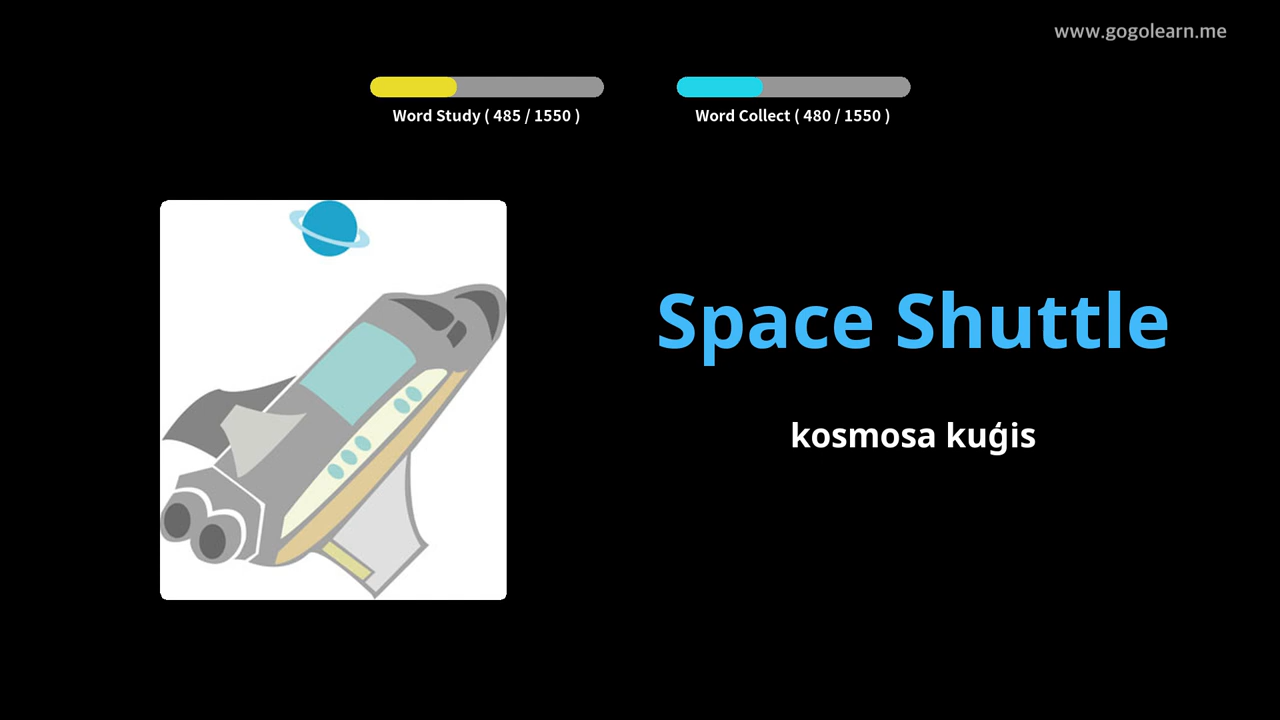 www.gogolearn.me
Word Study ( 485 / 1550 )
Word Collect ( 480 / 1550 )
Space Shuttle
kosmosa kuģis